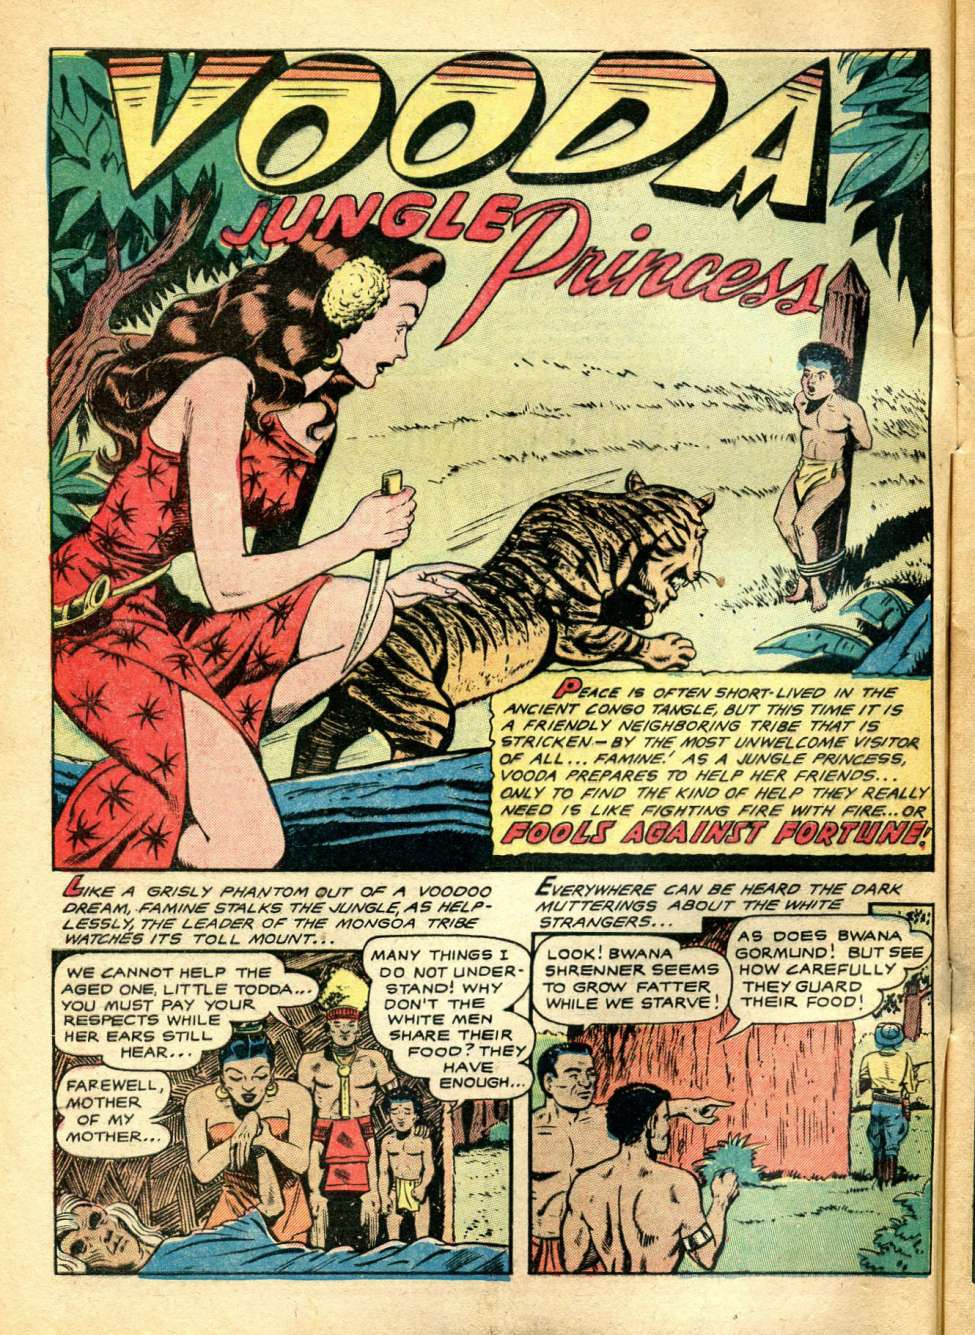 VOODA
JUNGLE Princess
PEACE IS OFTEN SHORT-LIVED IN THE
ANCIENT CONGO TANGLE, BUT THIS TIME IT IS
A FRIENDLY NEIGHBORING TRIBE THAT IS
STRICKEN—BY THE MOST UNWELCOME VISITOR
OF ALL... FAMINE! AS A JUNGLE PRINCESS,
VOODA PREPARES TO HELP HER FRIENDS...
ONLY TO FIND THE KIND OF HELP THEY REALLY
NEED IS LIKE FIGHTING FIRE WITH FIRE...OR
FOOLS AGAINST FORTUNE!
LIKE A GRISLY PHANTOM OUT OF A VOODOO
DREAM, FAMINE STALKS THE JUNGLE, AS HELP-
LESSLY, THE LEADER OF THE MONGOA TRIBE
WATCHES ITS TOLL MOUNT...
WE CANNOT HELP THE
AGED ONE, LITTLE TODDA...
YOU MUST PAY YOUR
RESPECTS WHILE
HER EARS STILL
HEAR...
FAREWELL,
MOTHER
OF MY
MOTHER...
MANY THINGS I
DO NOT UNDER-
STAND! WHY
DON'T THE
WHITE MEN
SHARE THEIR
FOOD? THEY
HAVE
ENOUGH...
EVERYWHERE CAN BE HEARD THE DARK
MUTTERINGS ABOUT THE WHITE
STRANGERS...
LOOK! BWANA
SHRENNER SEEMS
TO GROW FATTER
WHILE WE STARVE!
AS DOES BWANA
GORMUND! BUT SEE
HOW CAREFULLY
THEY GUARD
THEIR FOOD!